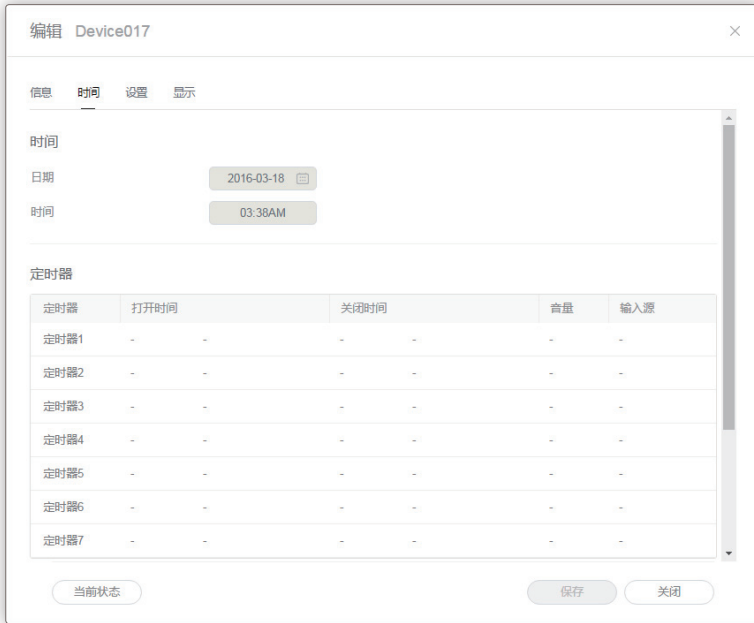 编辑 Device017
信息 时间 设置 显示
时间
日期 2016-03-18
时间 03:38AM
定时器
定时器 打开时间 关闭时间 音量 输入源
定时器1 - - - - - -
定时器2 - - - - - -
定时器3 - - - - - -
定时器4 - - - - - -
定时器5 - - - - - -
定时器6 - - - - - -
定时器7 - - - - - -
当前状态 保存 关闭